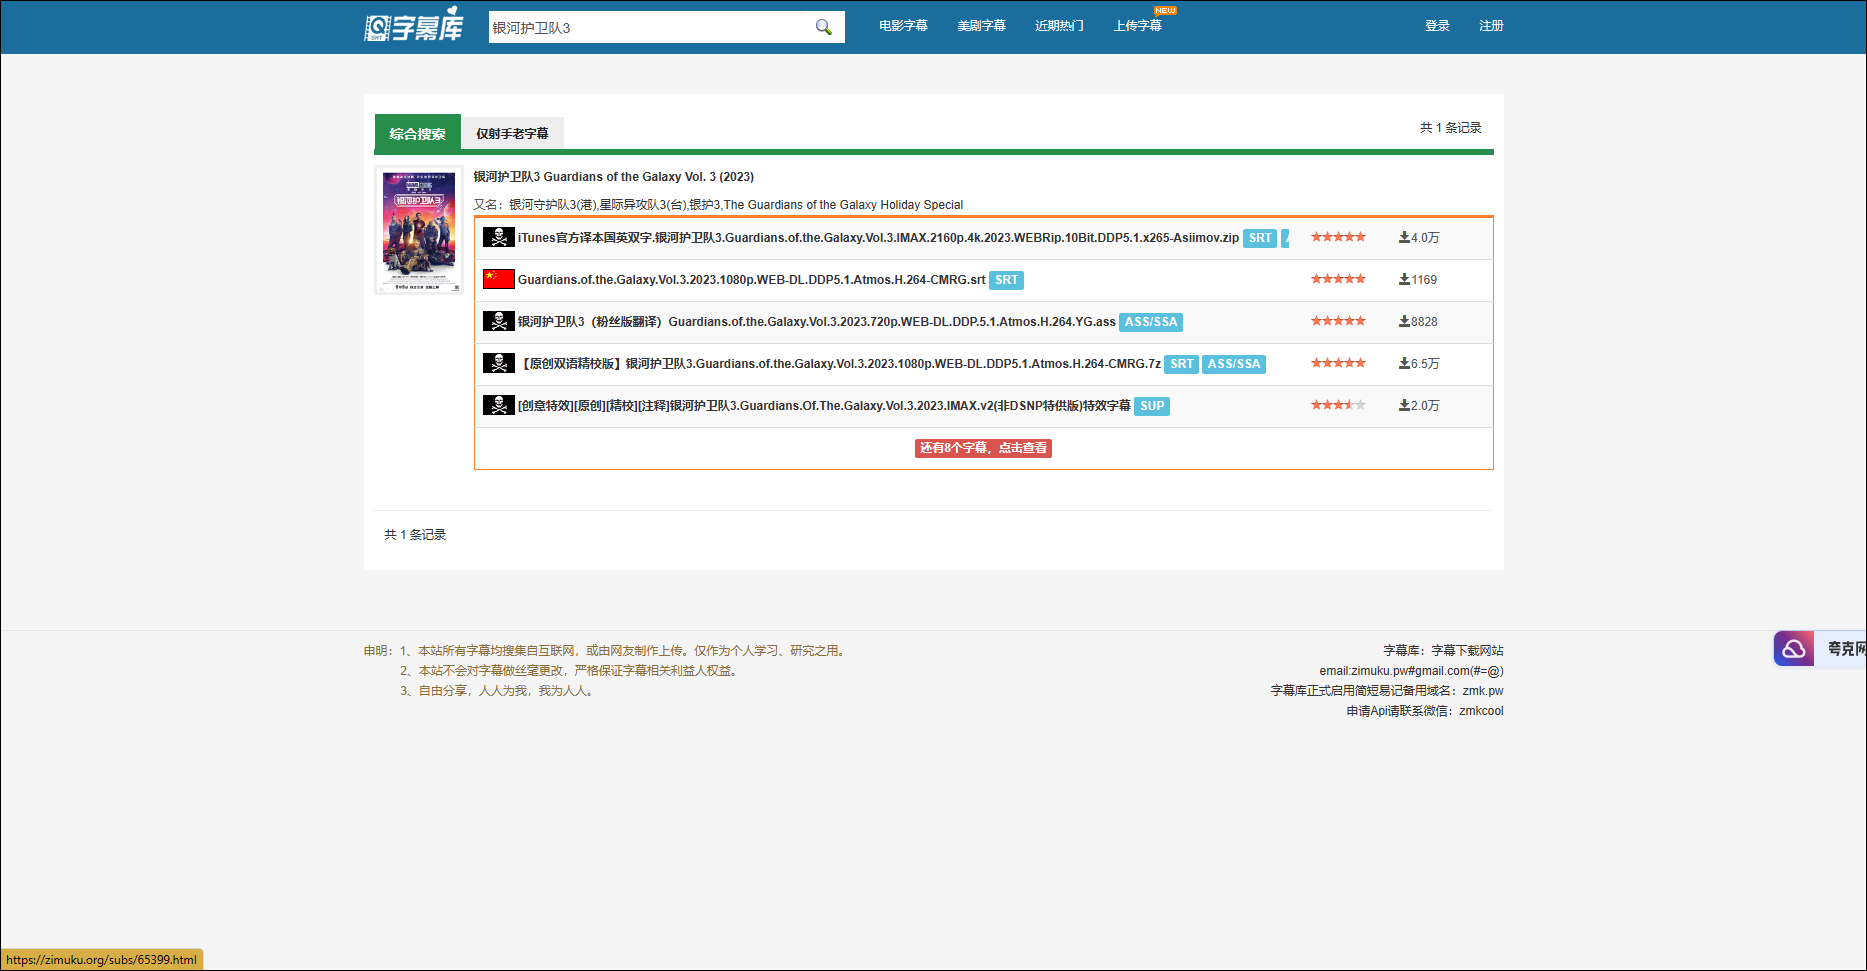 字幕库
银河护卫队3
电影字幕
美剧字幕
近期热门
上传字幕
NEW
登录
注册
综合搜索
仅射手老字幕
共 1 条记录
银河护卫队3
银河护卫队3 Guardians of the Galaxy Vol. 3 (2023)
又名：银河守护队3(港),星际异攻队3(台),银护3,The Guardians of the Galaxy Holiday Special
iTunes官方译本国英双字.银河护卫队3.Guardians.of.the.Galaxy.Vol.3.IMAX.2160p.4k.2023.WEBRip.10Bit.DDP5.1.x265-Asiimov.zip SRT
4.0万
Guardians.of.the.Galaxy.Vol.3.2023.1080p.WEB-DL.DDP5.1.Atmos.H.264-CMRG.srt SRT
1169
银河护卫队3（粉丝版翻译）Guardians.of.the.Galaxy.Vol.3.2023.720p.WEB-DL.DDP.5.1.Atmos.H.264.YG.ass ASS/SSA
8828
【原创双语精校版】银河护卫队3.Guardians.of.the.Galaxy.Vol.3.2023.1080p.WEB-DL.DDP5.1.Atmos.H.264-CMRG.7z SRT ASS/SSA
6.5万
[创意特效][原创][精校][注释]银河护卫队3.Guardians.Of.The.Galaxy.Vol.3.2023.IMAX.v2(非DSNP特供版)特效字幕 SUP
2.0万
还有8个字幕，点击查看
共 1 条记录
申明：1、本站所有字幕均搜集自互联网，或由网友制作上传。仅作为个人学习、研究之用。
2、本站不会对字幕做丝毫更改，严格保证字幕相关利益人权益。
3、自由分享，人人为我，我为人人。
字幕库：字幕下载网站
email:zimuku.pw#gmail.com(#=@)
字幕库正式启用简短易记备用域名：zmk.pw
申请Api请联系微信：zmkcool
夸克网
https://zimuku.org/subs/65399.html